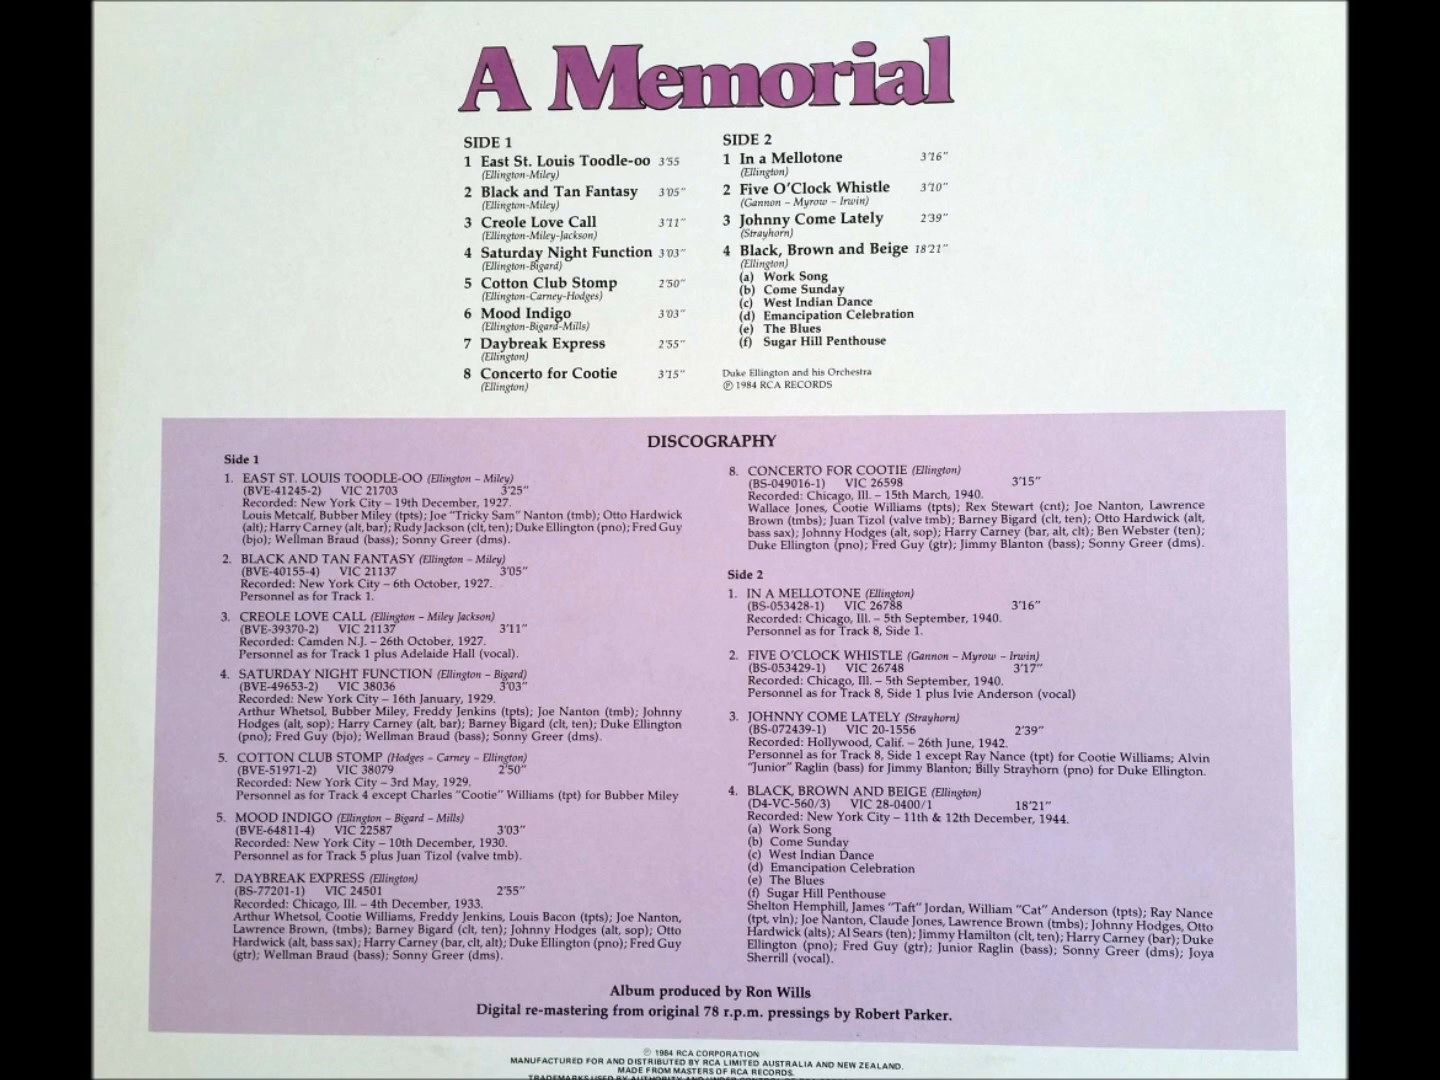 A Memorial
SIDE 1
1 East St. Louis Toodle-oo 3'55
(Ellington-Miley)
2 Black and Tan Fantasy 3'05"
(Ellington-Miley)
3 Creole Love Call 3'11"
(Ellington-Miley-Jackson)
4 Saturday Night Function 3'03"
(Ellington-Bigard)
5 Cotton Club Stomp 2'50"
(Ellington-Carney-Hodges)
6 Mood Indigo 3'03"
(Ellington-Bigard-Mills)
7 Daybreak Express 2'55"
(Ellington)
8 Concerto for Cootie 3'15"
(Ellington)
SIDE 2
1 In a Mellotone 3'16"
(Ellington)
2 Five O'Clock Whistle 3'10"
(Gannon – Myrow – Irwin)
3 Johnny Come Lately 2'39"
(Strayhorn)
4 Black, Brown and Beige 18'21"
(Ellington)
(a) Work Song
(b) Come Sunday
(c) West Indian Dance
(d) Emancipation Celebration
(e) The Blues
(f) Sugar Hill Penthouse
Duke Ellington and his Orchestra
℗ 1984 RCA RECORDS
DISCOGRAPHY
Side 1
1. EAST ST. LOUIS TOODLE-OO (Ellington – Miley)
(BVE-41245-2) VIC 21703 3'25"
Recorded: New York City – 19th December, 1927.
Louis Metcalf, Bubber Miley (tpts); Joe "Tricky Sam" Nanton (tmb); Otto Hardwick
(alt); Harry Carney (alt, bar); Rudy Jackson (clt, ten); Duke Ellington (pno); Fred Guy
(bjo); Wellman Braud (bass); Sonny Greer (dms).
2. BLACK AND TAN FANTASY (Ellington – Miley)
(BVE-40155-4) VIC 21137 3'05"
Recorded: New York City – 6th October, 1927.
Personnel as for Track 1.
3. CREOLE LOVE CALL (Ellington – Miley Jackson)
(BVE-39370-2) VIC 21137 3'11"
Recorded: Camden N.J. – 26th October, 1927.
Personnel as for Track 1 plus Adelaide Hall (vocal).
4. SATURDAY NIGHT FUNCTION (Ellington – Bigard)
(BVE-49653-2) VIC 38036 3'03"
Recorded: New York City – 16th January, 1929.
Arthur Whetsol, Bubber Miley, Freddy Jenkins (tpts); Joe Nanton (tmb); Johnny
Hodges (alt, sop); Harry Carney (alt, bar); Barney Bigard (clt, ten); Duke Ellington
(pno); Fred Guy (bjo); Wellman Braud (bass); Sonny Greer (dms).
5. COTTON CLUB STOMP (Hodges – Carney – Ellington)
(BVE-51971-2) VIC 38079 2'50"
Recorded: New York City – 3rd May, 1929.
Personnel as for Track 4 except Charles "Cootie" Williams (tpt) for Bubber Miley
5. MOOD INDIGO (Ellington – Bigard – Mills)
(BVE-64811-4) VIC 22587 3'03"
Recorded: New York City – 10th December, 1930.
Personnel as for Track 5 plus Juan Tizol (valve tmb).
7. DAYBREAK EXPRESS (Ellington)
(BS-77201-1) VIC 24501 2'55"
Recorded: Chicago, Ill. – 4th December, 1933.
Arthur Whetsol, Cootie Williams, Freddy Jenkins, Louis Bacon (tpts); Joe Nanton,
Lawrence Brown, (tmbs); Barney Bigard (clt, ten); Johnny Hodges (alt, sop); Otto
Hardwick (alt, bass sax); Harry Carney (bar, clt, alt); Duke Ellington (pno); Fred Guy
(gtr); Wellman Braud (bass); Sonny Greer (dms).
8. CONCERTO FOR COOTIE (Ellington)
(BS-049016-1) VIC 26598 3'15"
Recorded: Chicago, Ill. – 15th March, 1940.
Wallace Jones, Cootie Williams (tpts); Rex Stewart (cnt); Joe Nanton, Lawrence
Brown (tmbs); Juan Tizol (valve tmb); Barney Bigard (clt, ten); Otto Hardwick (alt,
bass sax); Johnny Hodges (alt, sop); Harry Carney (bar, alt, clt); Ben Webster (ten);
Duke Ellington (pno); Fred Guy (gtr); Jimmy Blanton (bass); Sonny Greer (dms).
Side 2
1. IN A MELLOTONE (Ellington)
(BS-053428-1) VIC 26788 3'16"
Recorded: Chicago, Ill. – 5th September, 1940.
Personnel as for Track 8, Side 1.
2. FIVE O'CLOCK WHISTLE (Gannon – Myrow – Irwin)
(BS-053429-1) VIC 26748 3'17"
Recorded: Chicago, Ill. – 5th September, 1940.
Personnel as for Track 8, Side 1 plus Ivie Anderson (vocal)
3. JOHNNY COME LATELY (Strayhorn)
(BS-072439-1) VIC 20-1556 2'39"
Recorded: Hollywood, Calif. – 26th June, 1942.
Personnel as for Track 8, Side 1 except Ray Nance (tpt) for Cootie Williams; Alvin
"Junior" Raglin (bass) for Jimmy Blanton; Billy Strayhorn (pno) for Duke Ellington.
4. BLACK, BROWN AND BEIGE (Ellington)
(D4-VC-560/3) VIC 28-0400/1 18'21"
Recorded: New York City – 11th & 12th December, 1944.
(a) Work Song
(b) Come Sunday
(c) West Indian Dance
(d) Emancipation Celebration
(e) The Blues
(f) Sugar Hill Penthouse
Shelton Hemphill, James "Taft" Jordan, William "Cat" Anderson (tpts); Ray Nance
(tpt, vln); Joe Nanton, Claude Jones, Lawrence Brown (tmbs); Johnny Hodges, Otto
Hardwick (alts); Al Sears (ten); Jimmy Hamilton (clt, ten); Harry Carney (bar); Duke
Ellington (pno); Fred Guy (gtr); Junior Raglin (bass); Sonny Greer (dms); Joya
Sherrill (vocal).
Album produced by Ron Wills
Digital re-mastering from original 78 r.p.m. pressings by Robert Parker.
℗ 1984 RCA CORPORATION
MANUFACTURED FOR AND DISTRIBUTED BY RCA LIMITED AUSTRALIA AND NEW ZEALAND.
MADE FROM MASTERS OF RCA RECORDS.
TRADEMARKS USED BY AUTHORITY AND UNDER CONTROL OF RCA